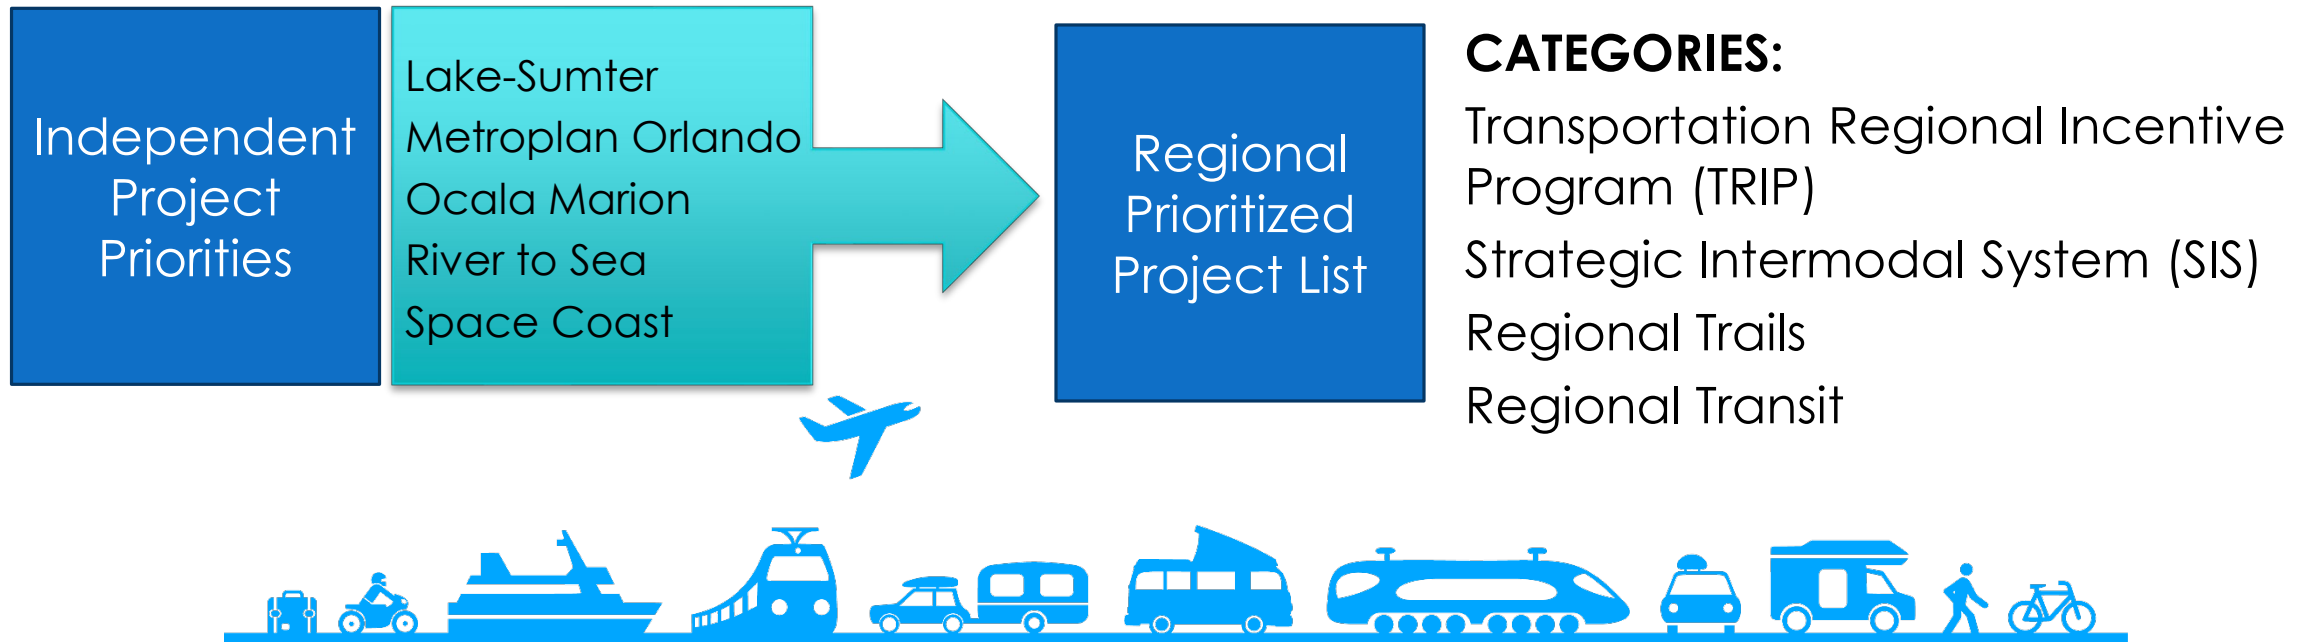 Independent
Project
Priorities
Lake-Sumter
Metroplan Orlando
Ocala Marion
River to Sea
Space Coast
Regional
Prioritized
Project List
CATEGORIES:
Transportation Regional Incentive
Program (TRIP)
Strategic Intermodal System (SIS)
Regional Trails
Regional Transit